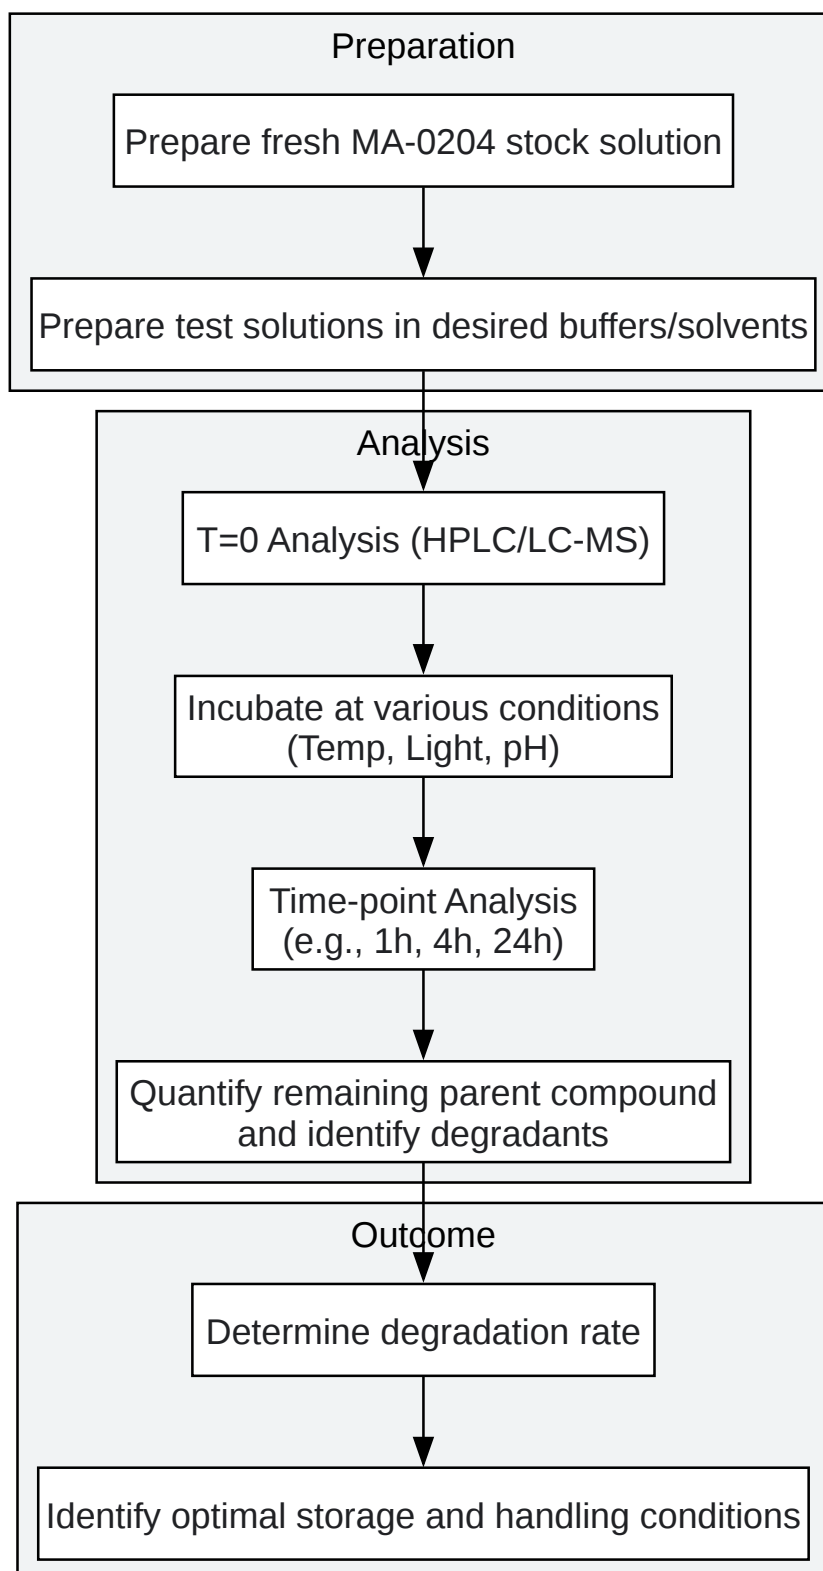 Preparation
Prepare fresh MA-0204 stock solution
Prepare test solutions in desired buffers/solvents
Analysis
T=0 Analysis (HPLC/LC-MS)
Incubate at various conditions
(Temp, Light, pH)
Time-point Analysis
(e.g., 1h, 4h, 24h)
Quantify remaining parent compound
and identify degradants
Outcome
Determine degradation rate
Identify optimal storage and handling conditions